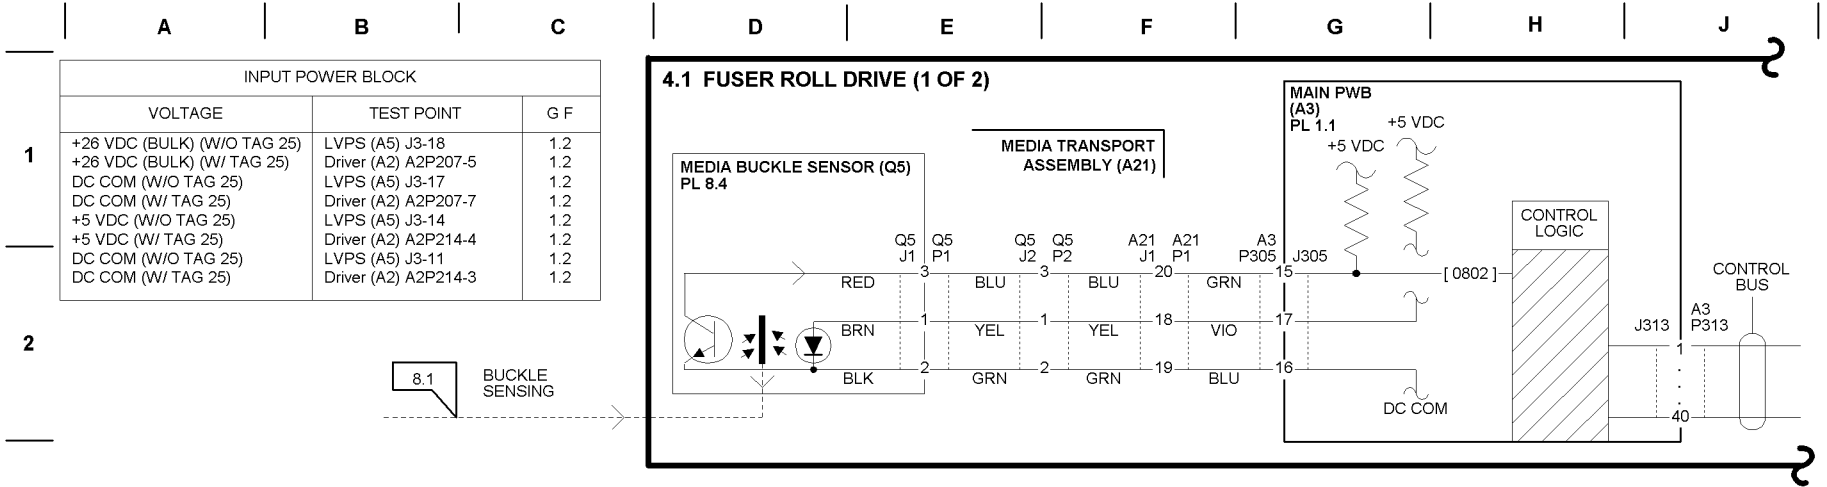 A B C D E F G H J
1
2
INPUT POWER BLOCK
VOLTAGE TEST POINT G F
+26 VDC (BULK) (W/O TAG 25) LVPS (A5) J3-18 1.2
+26 VDC (BULK) (W/ TAG 25) Driver (A2) A2P207-5 1.2
DC COM (W/O TAG 25) LVPS (A5) J3-17 1.2
DC COM (W/ TAG 25) Driver (A2) A2P207-7 1.2
+5 VDC (W/O TAG 25) LVPS (A5) J3-14 1.2
+5 VDC (W/ TAG 25) Driver (A2) A2P214-4 1.2
DC COM (W/O TAG 25) LVPS (A5) J3-11 1.2
DC COM (W/ TAG 25) Driver (A2) A2P214-3 1.2
8.1
BUCKLE
SENSING
4.1 FUSER ROLL DRIVE (1 OF 2)
MEDIA BUCKLE SENSOR (Q5)
PL 8.4
MEDIA TRANSPORT
ASSEMBLY (A21)
MAIN PWB
(A3)
PL 1.1
+5 VDC
+5 VDC
CONTROL
LOGIC
Q5 Q5 Q5 Q5 A21 A21 A3
J1 P1 J2 P2 J1 P1 P305 J305
3 3 20 15 [ 0802 ]
RED BLU BLU GRN
1 1 18 17
BRN YEL YEL VIO
2 2 19 16
BLK GRN GRN BLU
DC COM
CONTROL
BUS
A3
J313 P313
1
40